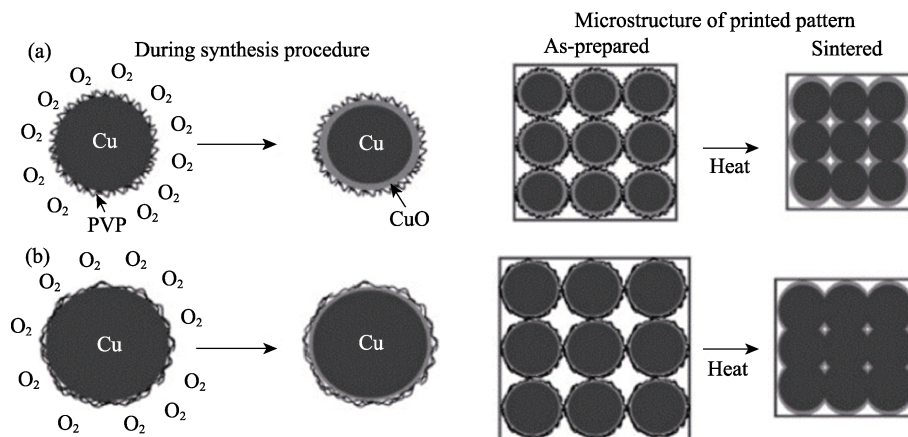 Microstructure of printed pattern
(a)
During synthesis procedure
As-prepared
Sintered
O₂
O₂
O₂
O₂
O₂
O₂
O₂
O₂
O₂
O₂
O₂
Cu
PVP
Cu
CuO
Heat
(b)
O₂
O₂
O₂
O₂
O₂
O₂
O₂
O₂
O₂
O₂
O₂
Cu
Cu
Heat